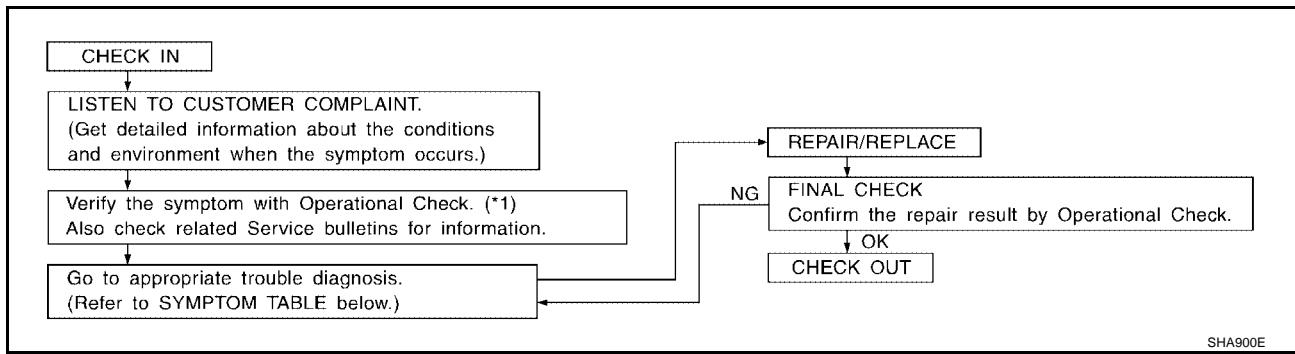 CHECK IN
LISTEN TO CUSTOMER COMPLAINT.
(Get detailed information about the conditions
and environment when the symptom occurs.)
Verify the symptom with Operational Check. (*1)
Also check related Service bulletins for information.
Go to appropriate trouble diagnosis.
(Refer to SYMPTOM TABLE below.)
REPAIR/REPLACE
NG
FINAL CHECK
Confirm the repair result by Operational Check.
OK
CHECK OUT
SHA900E